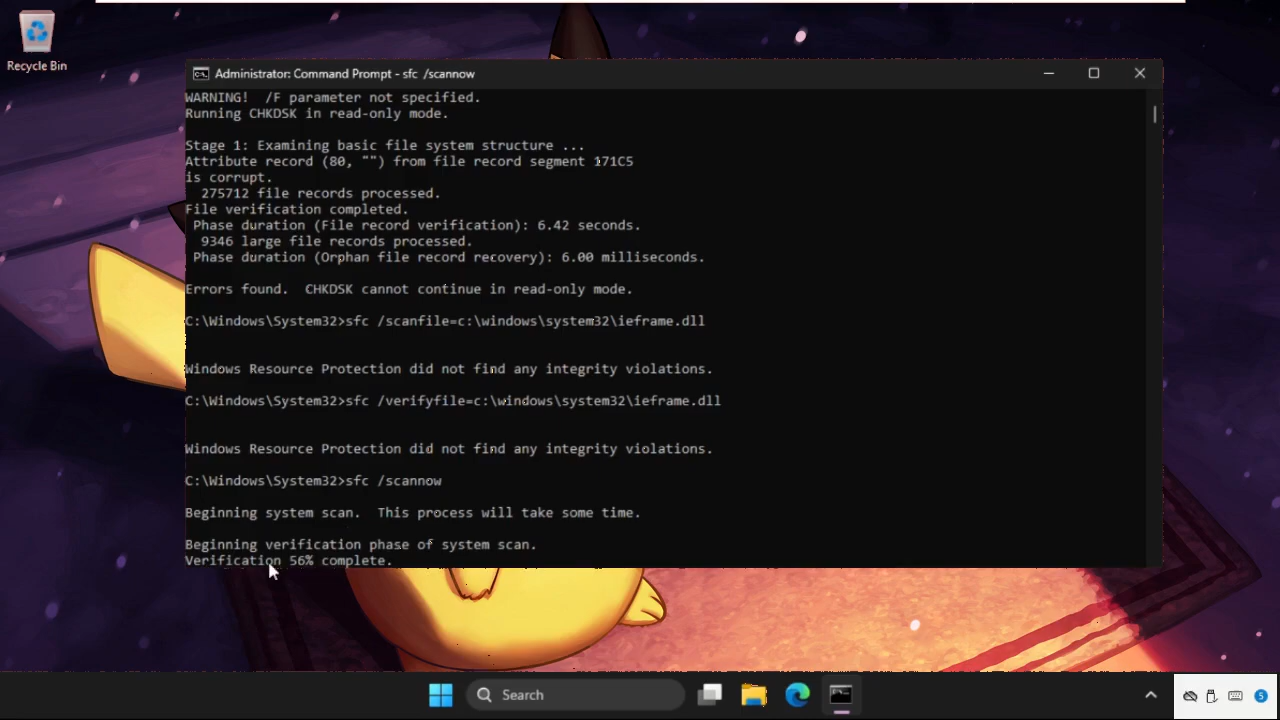 Recycle Bin
Administrator: Command Prompt - sfc  /scannow
WARNING!  /F parameter not specified.
Running CHKDSK in read-only mode.
Stage 1: Examining basic file system structure ...
Attribute record (80, "") from file record segment 171C5
is corrupt.
275712 file records processed.
File verification completed.
Phase duration (File record verification): 6.42 seconds.
9346 large file records processed.
Phase duration (Orphan file record recovery): 6.00 milliseconds.
Errors found.  CHKDSK cannot continue in read-only mode.
C:\Windows\System32>sfc /scanfile=c:\windows\system32\ieframe.dll
Windows Resource Protection did not find any integrity violations.
C:\Windows\System32>sfc /verifyfile=c:\windows\system32\ieframe.dll
Windows Resource Protection did not find any integrity violations.
C:\Windows\System32>sfc /scannow
Beginning system scan.  This process will take some time.
Beginning verification phase of system scan.
Verification 56% complete.
Search
5